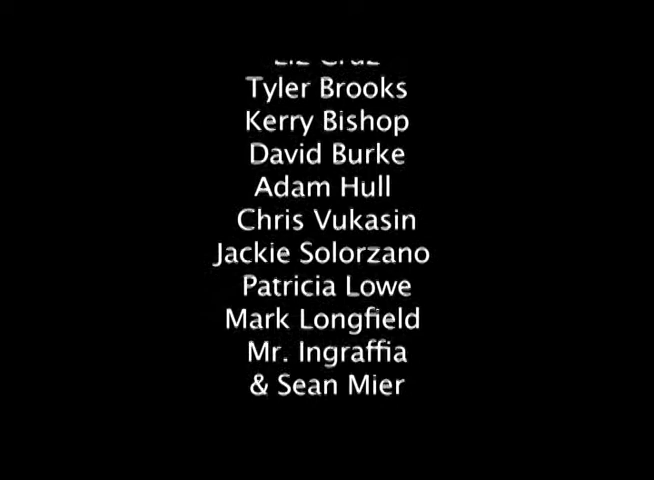 Tyler Brooks
Kerry Bishop
David Burke
Adam Hull
Chris Vukasin
Jackie Solorzano
Patricia Lowe
Mark Longfield
Mr. Ingraffia
& Sean Mier